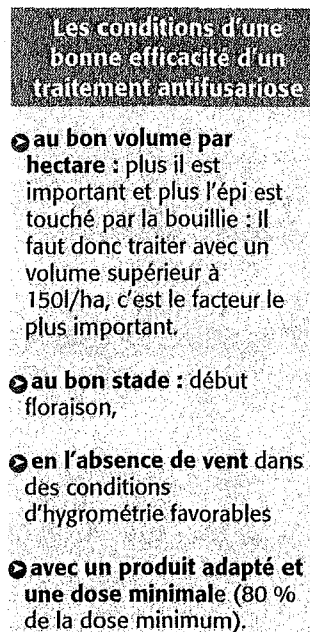 Les conditions d'une
bonne efficacité d'un
traitement antifusariose
au bon volume par
hectare : plus il est
important et plus l'épi est
touché par la bouillie : Il
faut donc traiter avec un
volume supérieur à
150l/ha, c'est le facteur le
plus important.
au bon stade : début
floraison,
en l'absence de vent dans
des conditions
d'hygrométrie favorables
avec un produit adapté et
une dose minimale (80 %
de la dose minimum).